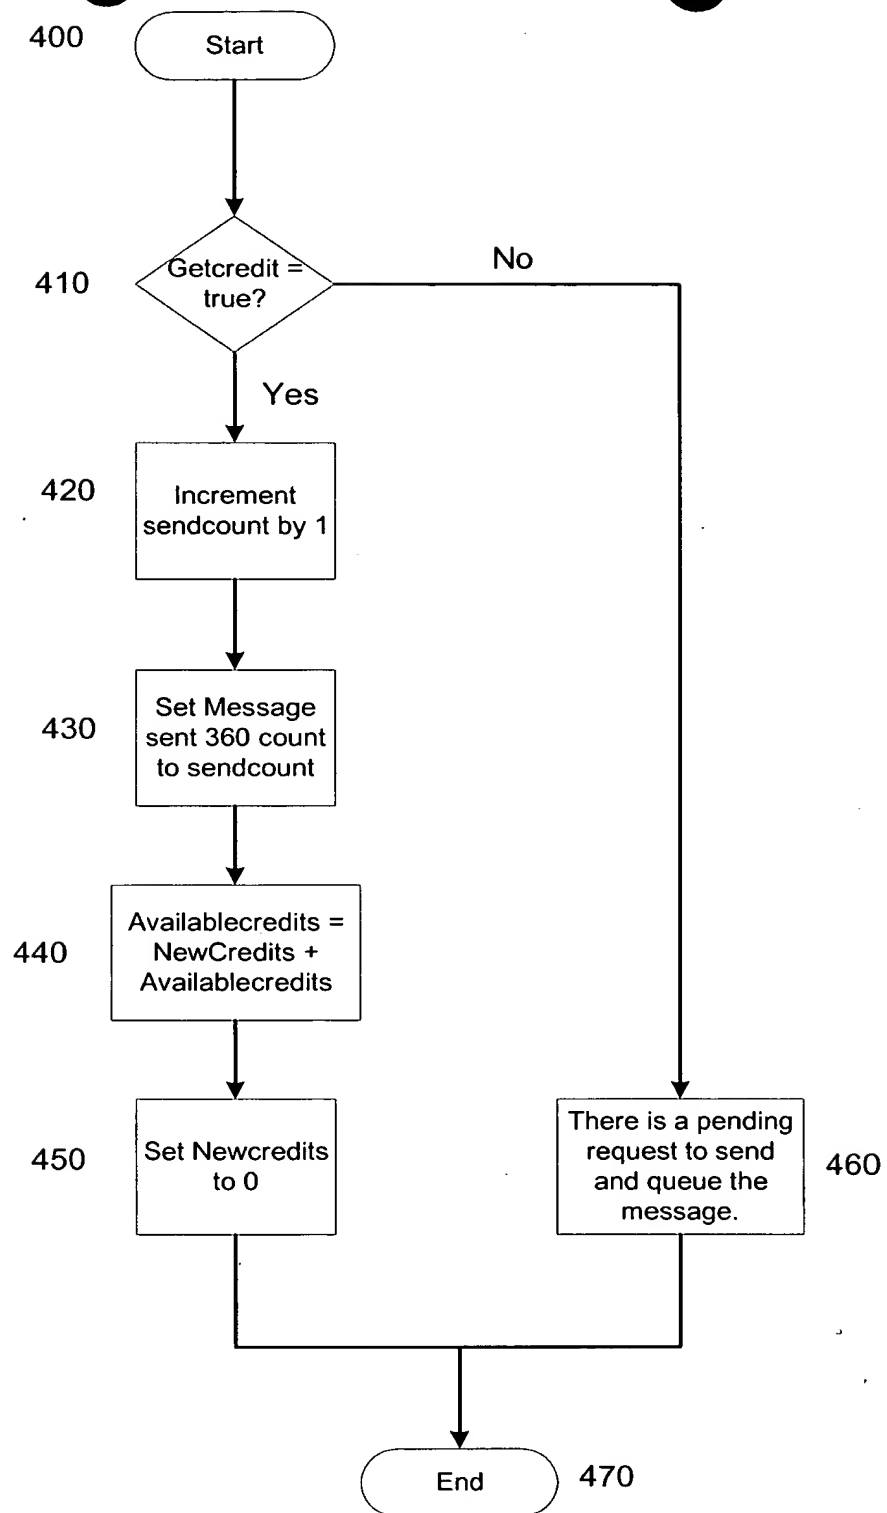 400
Start
410
Getcredit =
true?
No
Yes
420
Increment
sendcount by 1
430
Set Message
sent 360 count
to sendcount
440
Availablecredits =
NewCredits +
Availablecredits
450
Set Newcredits
to 0
There is a pending
request to send
and queue the
message.
460
End
470